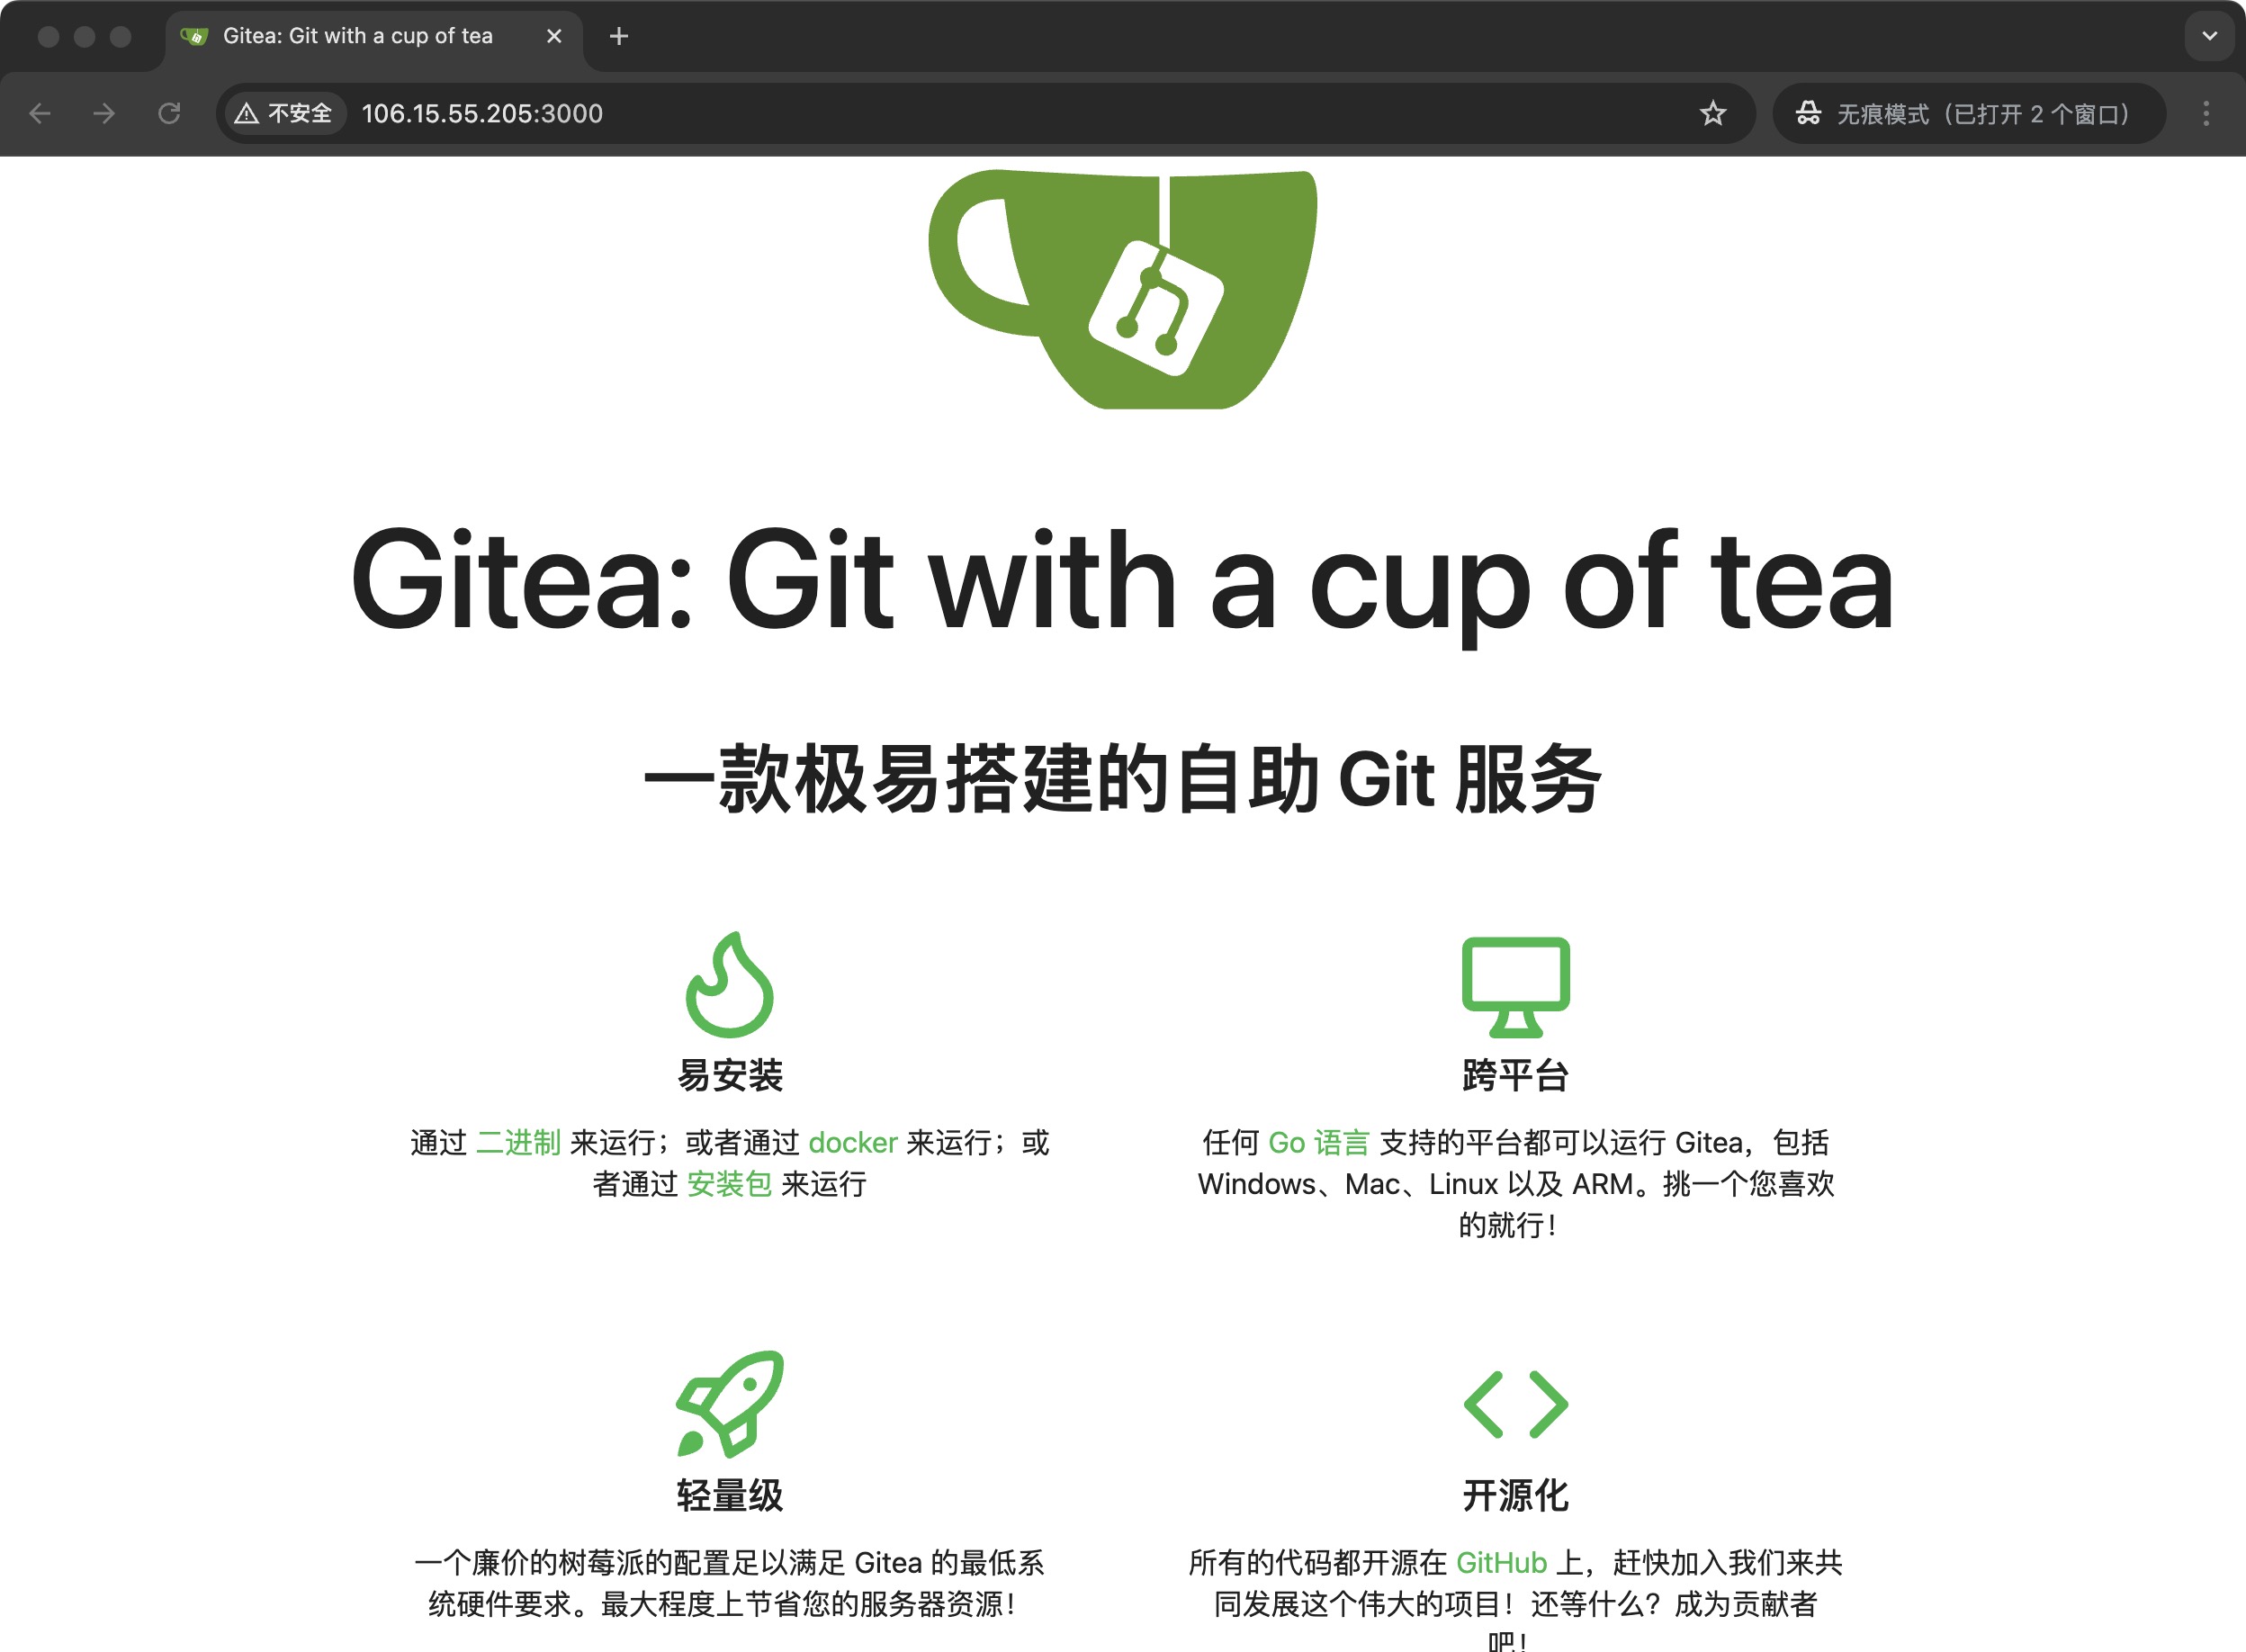 Gitea: Git with a cup of tea
不安全
106.15.55.205:3000
无痕模式（已打开 2 个窗口）
Gitea: Git with a cup of tea
一款极易搭建的自助 Git 服务
易安装
通过 二进制 来运行；或者通过 docker 来运行；或
者通过 安装包 来运行
跨平台
任何 Go 语言 支持的平台都可以运行 Gitea，包括
Windows、Mac、Linux 以及 ARM。挑一个您喜欢
的就行！
轻量级
一个廉价的树莓派的配置足以满足 Gitea 的最低系
统硬件要求。最大程度上节省您的服务器资源！
开源化
所有的代码都开源在 GitHub 上，赶快加入我们来共
同发展这个伟大的项目！还等什么？成为贡献者
吧！